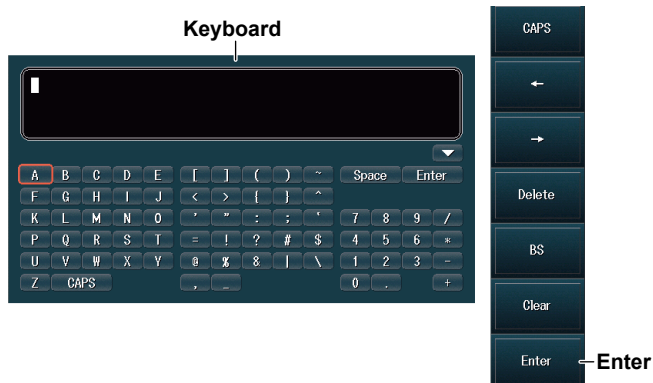 Keyboard
A B C D E [ ] ( ) ~ Space Enter
F G H I J < > { } ^
K L M N O ' " : ; ` 7 8 9 /
P Q R S T = ! ? # $ 4 5 6 *
U V W X Y @ % & | \ 1 2 3 -
Z CAPS , _ 0 . +
CAPS
←
→
Delete
BS
Clear
Enter
Enter